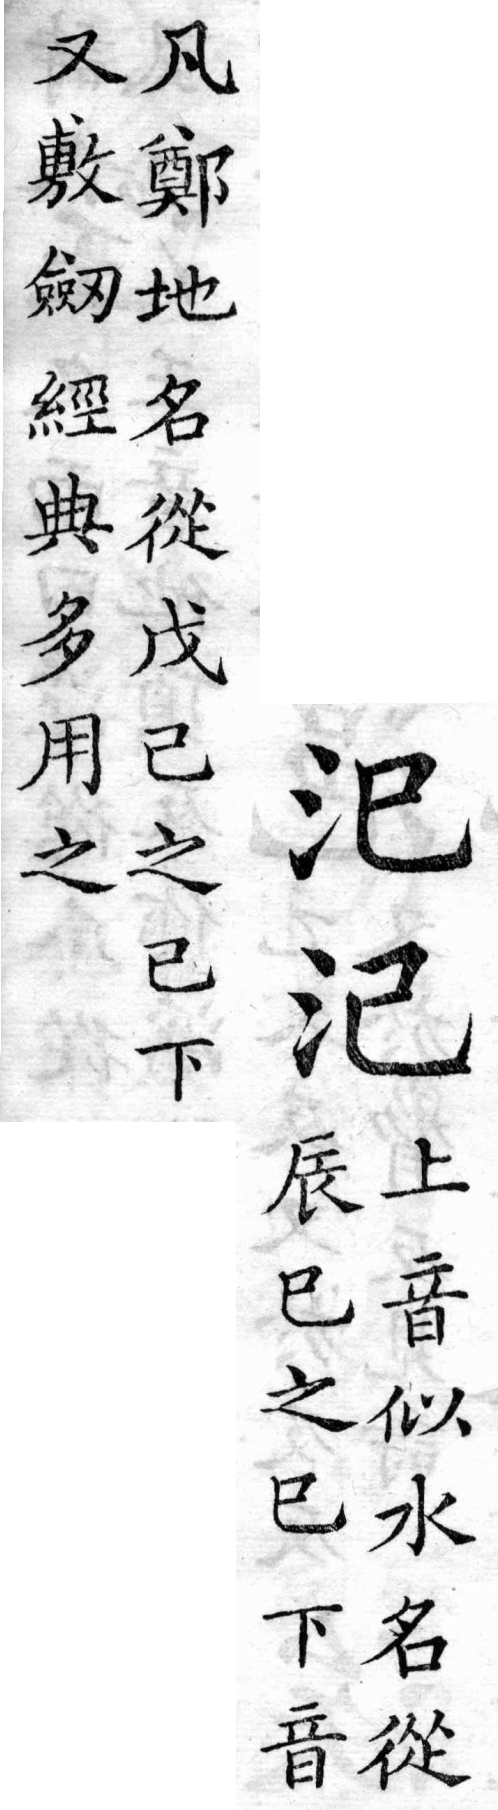 汜氾
上音似水名從
辰巳之巳下音
凡鄭地名從戊己之己下
又敷劒經典多用之